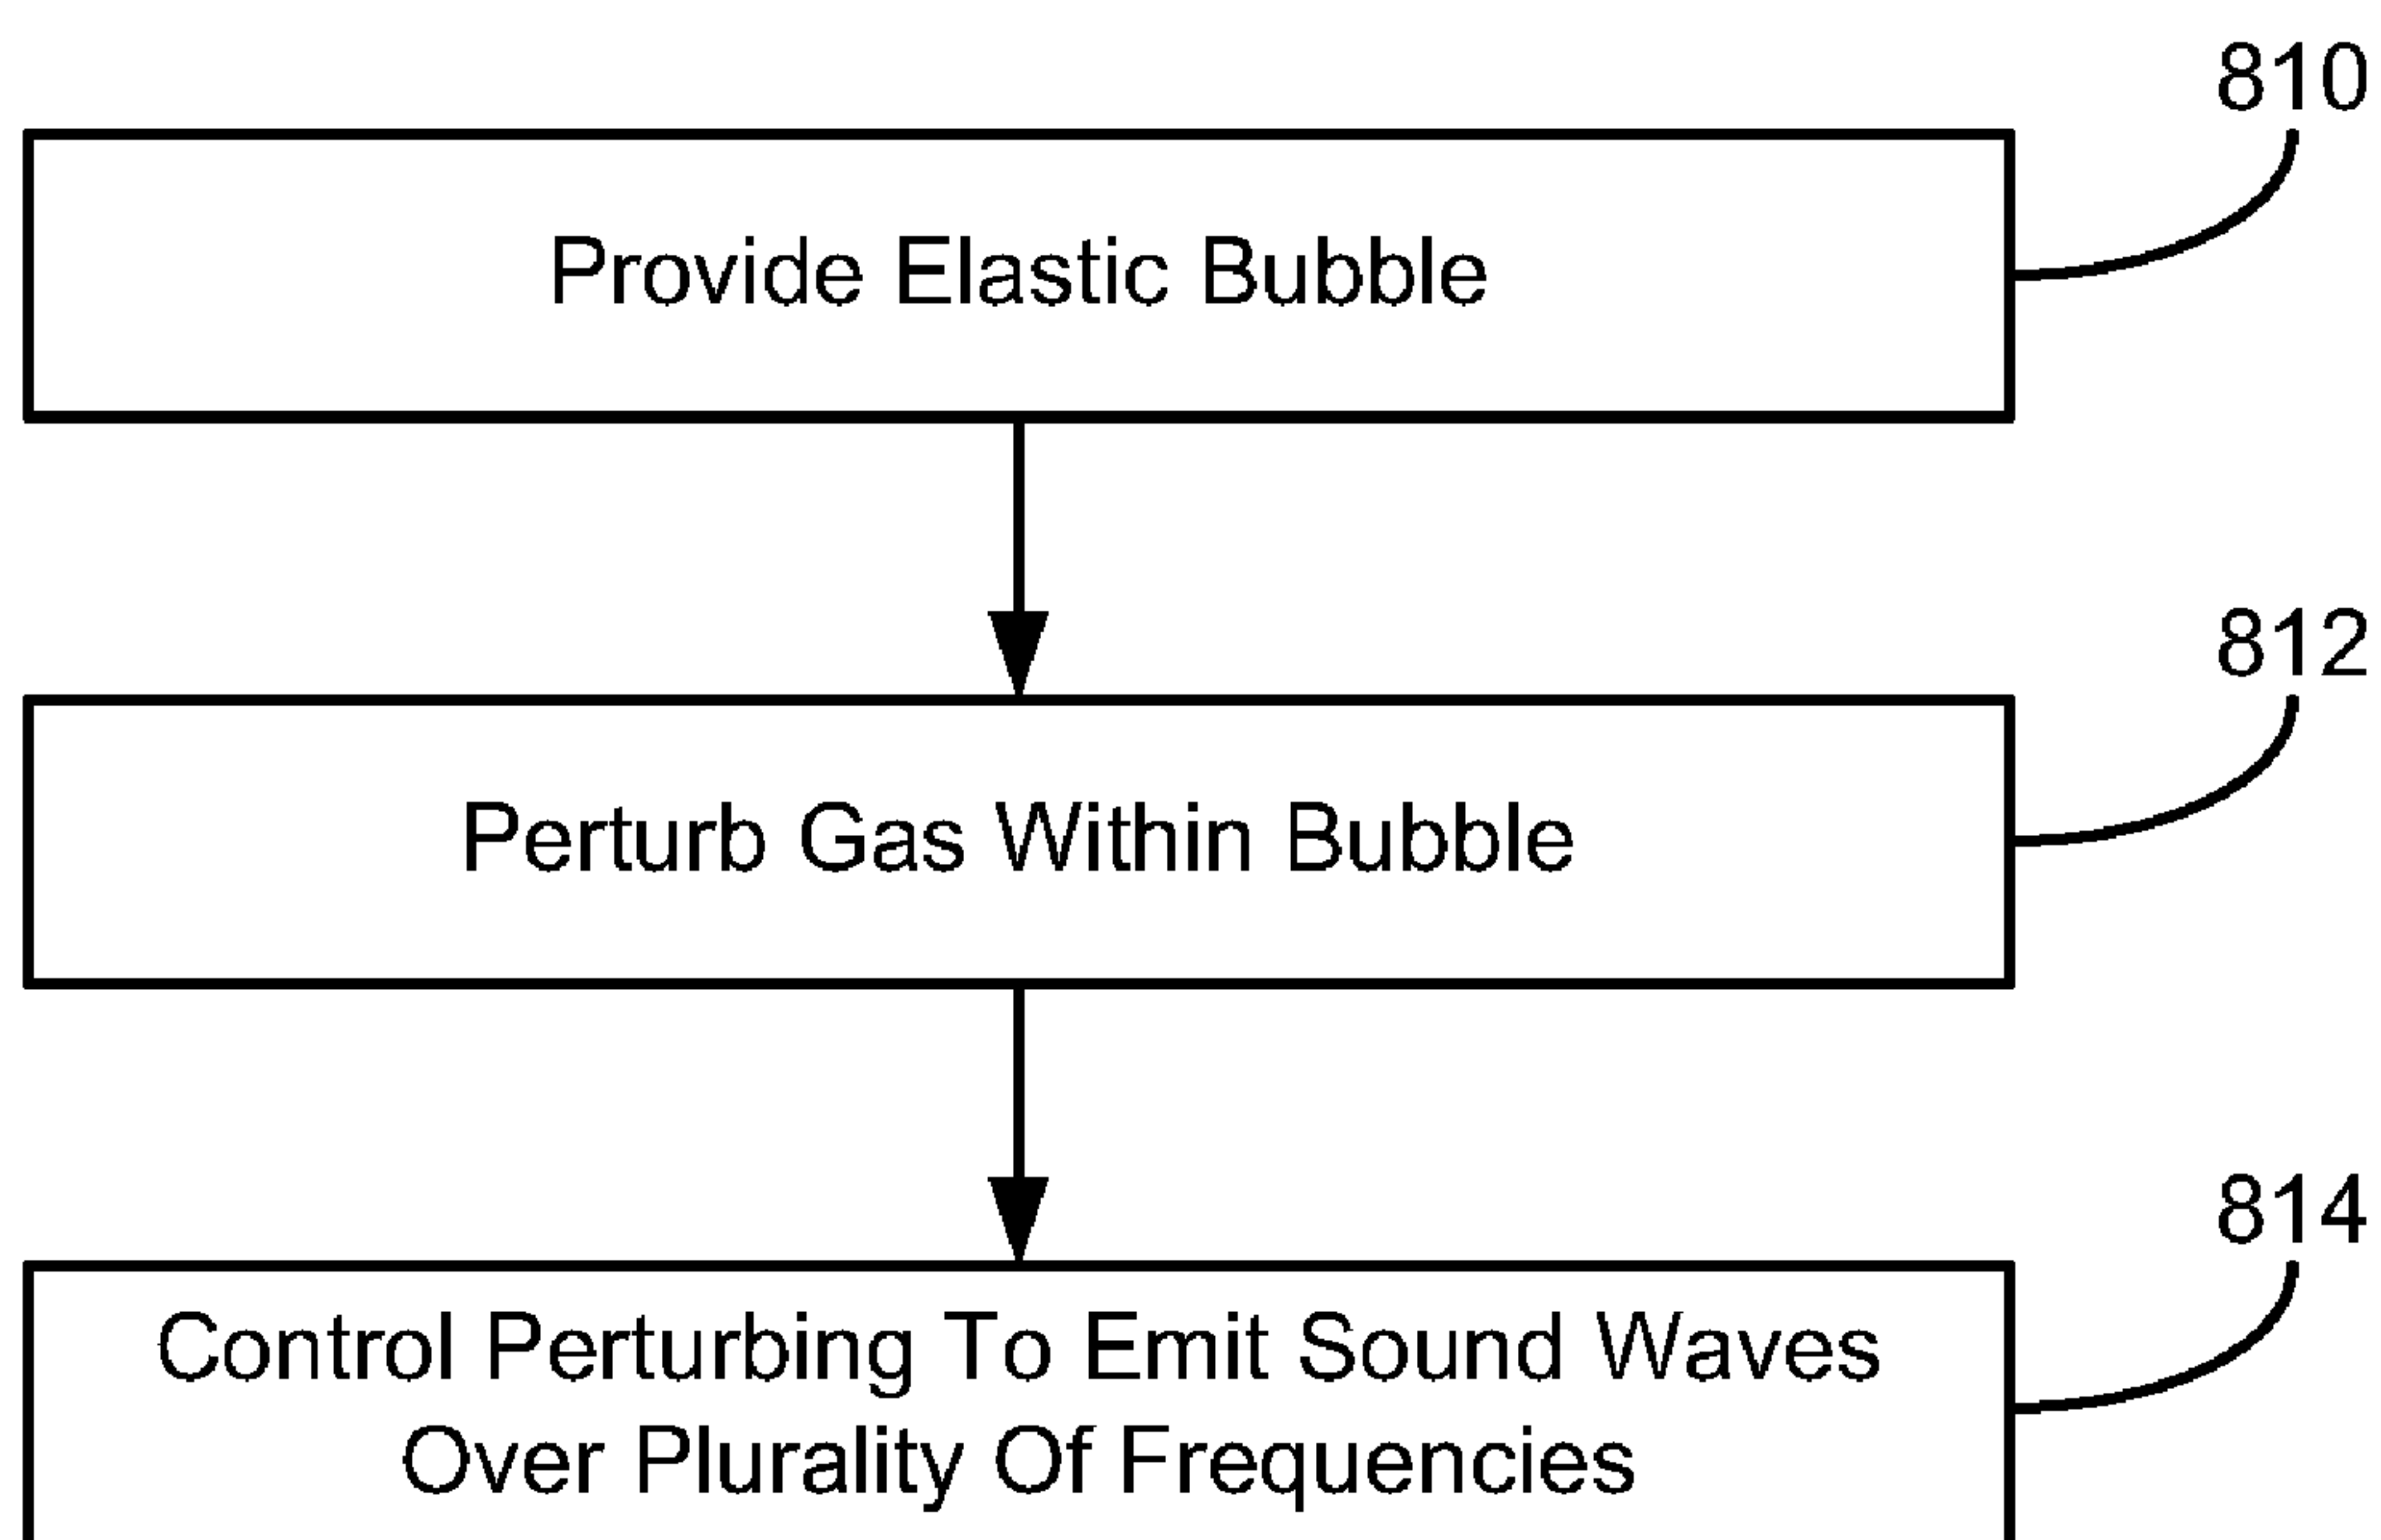 810
Provide Elastic Bubble
812
Perturb Gas Within Bubble
814
Control Perturbing To Emit Sound Waves
Over Plurality Of Frequencies